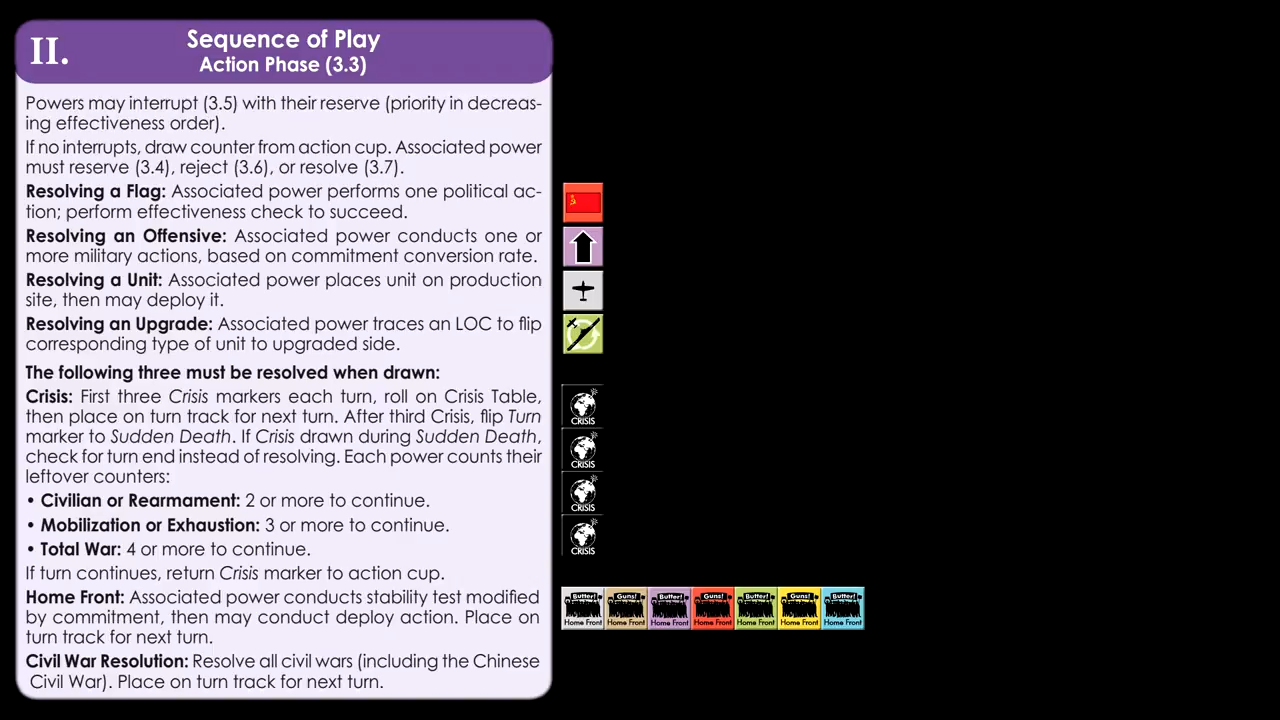 II.
Sequence of Play
Action Phase (3.3)
Powers may interrupt (3.5) with their reserve (priority in decreas-
ing effectiveness order).
If no interrupts, draw counter from action cup. Associated power
must reserve (3.4), reject (3.6), or resolve (3.7).
Resolving a Flag: Associated power performs one political ac-
tion; perform effectiveness check to succeed.
Resolving an Offensive: Associated power conducts one or
more military actions, based on commitment conversion rate.
Resolving a Unit: Associated power places unit on production
site, then may deploy it.
Resolving an Upgrade: Associated power traces an LOC to flip
corresponding type of unit to upgraded side.
The following three must be resolved when drawn:
Crisis: First three Crisis markers each turn, roll on Crisis Table,
then place on turn track for next turn. After third Crisis, flip Turn
marker to Sudden Death. If Crisis drawn during Sudden Death,
check for turn end instead of resolving. Each power counts their
leftover counters:
• Civilian or Rearmament: 2 or more to continue.
• Mobilization or Exhaustion: 3 or more to continue.
• Total War: 4 or more to continue.
If turn continues, return Crisis marker to action cup.
Home Front: Associated power conducts stability test modified
by commitment, then may conduct deploy action. Place on
turn track for next turn.
Civil War Resolution: Resolve all civil wars (including the Chinese
Civil War). Place on turn track for next turn.
CRISIS
CRISIS
CRISIS
CRISIS
Butter! Guns! Butter! Guns! Butter! Guns! Butter!
Home Front Home Front Home Front Home Front Home Front Home Front Home Front